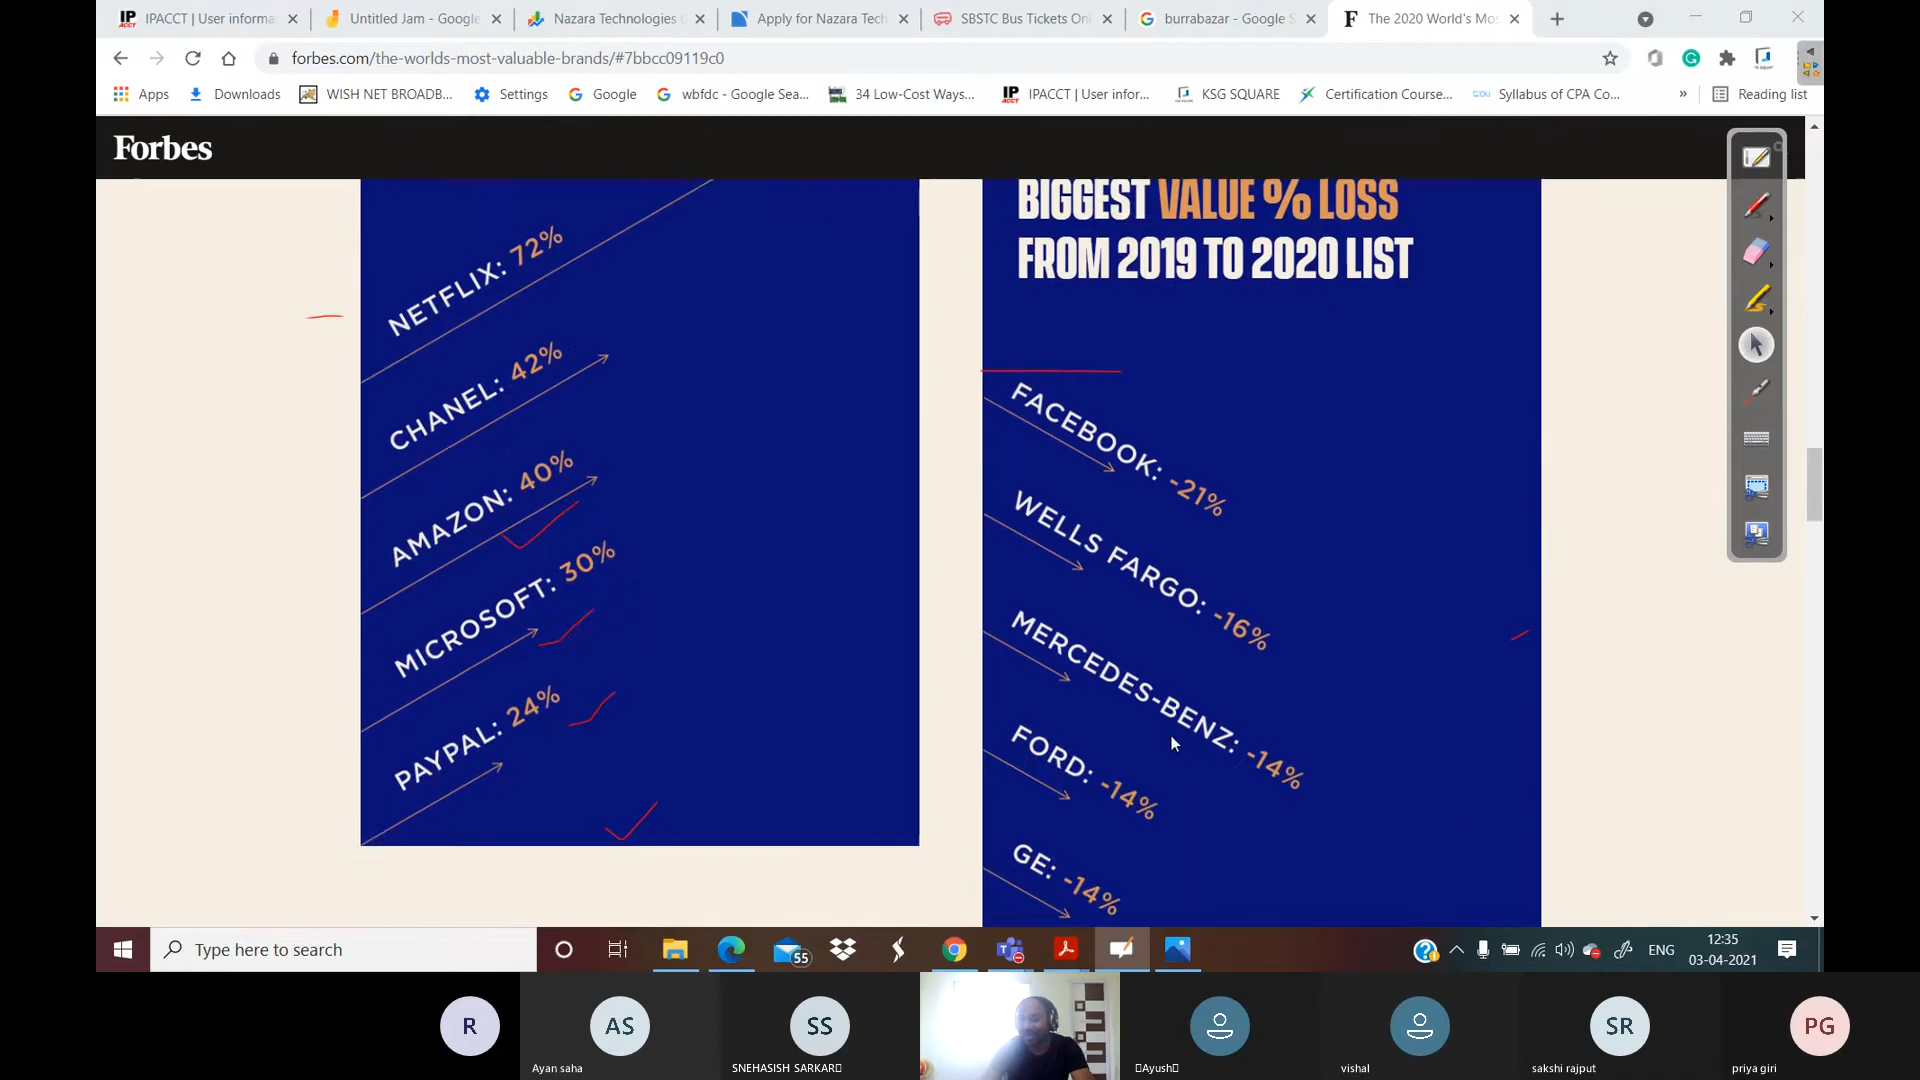 IPACCT | User informa
Untitled Jam - Google
Nazara Technologies
Apply for Nazara Tech
SBSTC Bus Tickets Onl
burrabazar - Google S
The 2020 World's Mos
forbes.com/the-worlds-most-valuable-brands/#7bbcc09119c0
Apps
Downloads
WISH NET BROADB...
Settings
Google
wbfdc - Google Sea...
34 Low-Cost Ways...
IPACCT | User infor...
KSG SQUARE
Certification Course...
Syllabus of CPA Co...
»
Reading list
Forbes
NETFLIX: 72%
CHANEL: 42%
AMAZON: 40%
MICROSOFT: 30%
PAYPAL: 24%
BIGGEST VALUE % LOSS
FROM 2019 TO 2020 LIST
FACEBOOK: -21%
WELLS FARGO: -16%
MERCEDES-BENZ: -14%
FORD: -14%
GE: -14%
Type here to search
55
ENG
12:35
03-04-2021
R
AS
SS
SR
PG
Ayan saha
SNEHASISH SARKAR
Ayush
vishal
sakshi rajput
priya giri